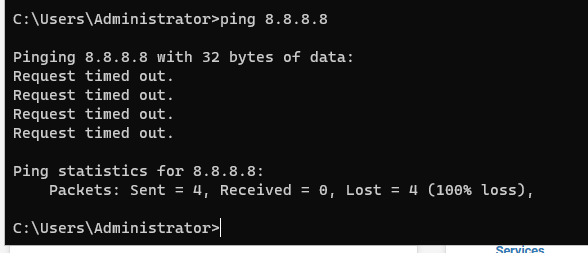 C:\Users\Administrator>ping 8.8.8.8
Pinging 8.8.8.8 with 32 bytes of data:
Request timed out.
Request timed out.
Request timed out.
Request timed out.
Ping statistics for 8.8.8.8:
    Packets: Sent = 4, Received = 0, Lost = 4 (100% loss),
C:\Users\Administrator>
Services